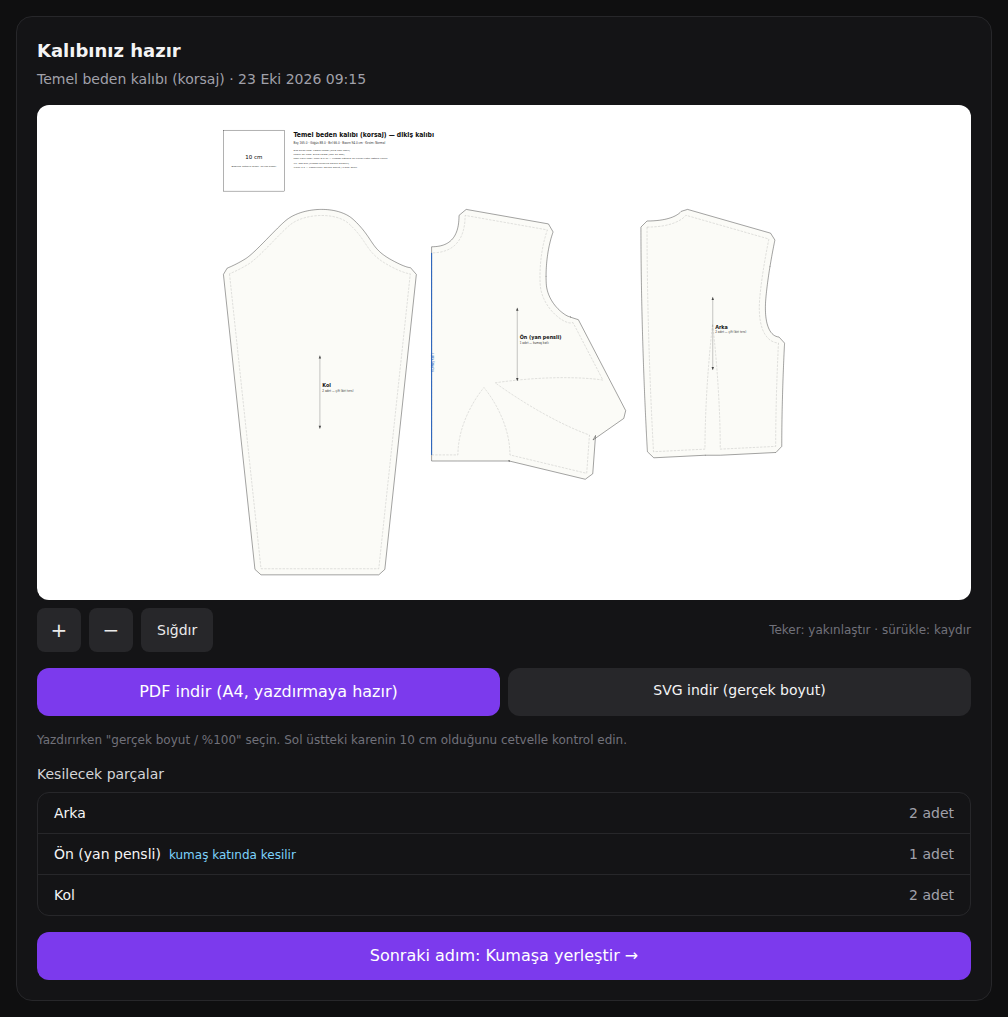 Kalıbınız hazır
Temel beden kalıbı (korsaj) · 23 Eki 2026 09:15
10 cm
Temel beden kalıbı (korsaj) — dikiş kalıbı
Kol
Ön (yan pensli)
Arka
+
−
Sığdır
Teker: yakınlaştır · sürükle: kaydır
PDF indir (A4, yazdırmaya hazır)
SVG indir (gerçek boyut)
Yazdırırken "gerçek boyut / %100" seçin. Sol üstteki karenin 10 cm olduğunu cetvelle kontrol edin.
Kesilecek parçalar
Arka
2 adet
Ön (yan pensli) kumaş katında kesilir
1 adet
Kol
2 adet
Sonraki adım: Kumaşa yerleştir →